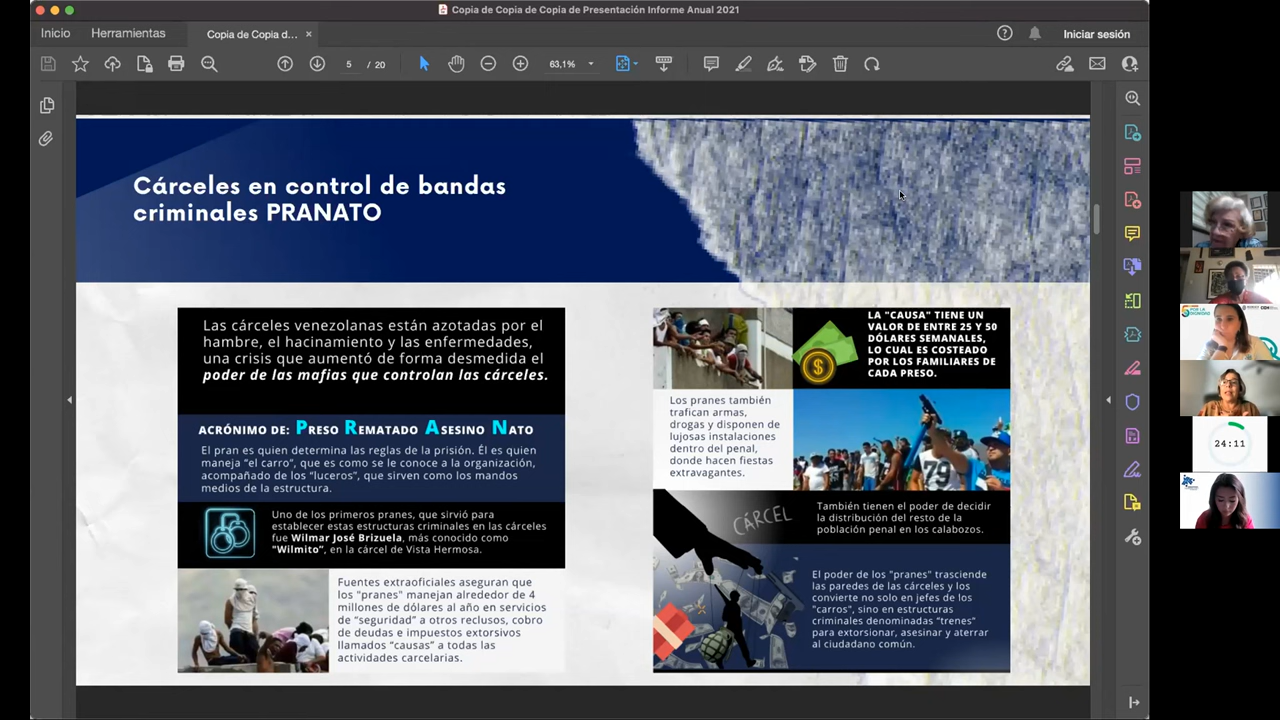 Copia de Copia de Copia de Presentación Informe Anual 2021
Inicio
Herramientas
Copia de Copia d...
Iniciar sesión
5 / 20
63,1%
Cárceles en control de bandas
criminales PRANATO
Las cárceles venezolanas están azotadas por el
hambre, el hacinamiento y las enfermedades,
una crisis que aumentó de forma desmedida el
poder de las mafias que controlan las cárceles.
ACRÓNIMO DE: PRESO REMATADO ASESINO NATO
El pran es quien determina las reglas de la prisión. Él es quien
maneja "el carro", que es como se le conoce a la organización,
acompañado de los "luceros", que sirven como los mandos
medios de la estructura.
Uno de los primeros pranes, que sirvió para
establecer estas estructuras criminales en las cárceles
fue Wilmar José Brizuela, más conocido como
"Wilmito", en la cárcel de Vista Hermosa.
Fuentes extraoficiales aseguran que
los "pranes" manejan alrededor de 4
millones de dólares al año en servicios
de "seguridad" a otros reclusos, cobro
de deudas e impuestos extorsivos
llamados "causas" a todas las
actividades carcelarias.
LA "CAUSA" TIENE UN
VALOR DE ENTRE 25 Y 50
DÓLARES SEMANALES,
LO CUAL ES COSTEADO
POR LOS FAMILIARES DE
CADA PRESO.
Los pranes también
trafican armas,
drogas y disponen de
lujosas instalaciones
dentro del penal,
donde hacen fiestas
extravagantes.
79
CÁRCEL
También tienen el poder de decidir
la distribución del resto de la
población penal en los calabozos.
El poder de los "pranes" trasciende
las paredes de las cárceles y los
convierte no solo en jefes de los
"carros", sino en estructuras
criminales denominadas "trenes"
para extorsionar, asesinar y aterrar
al ciudadano común.
24:11